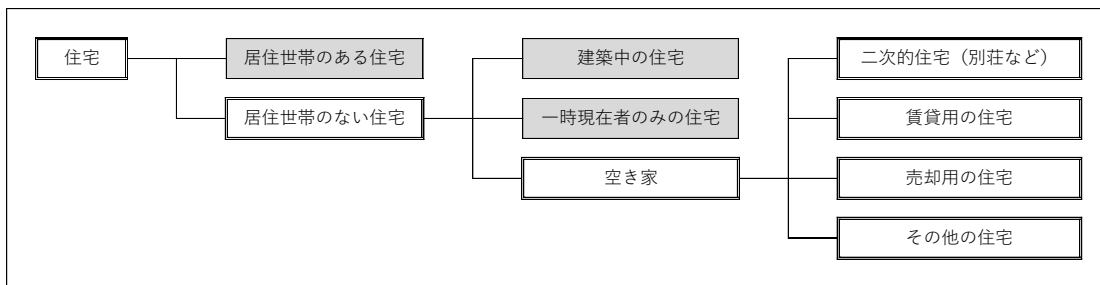 住宅
居住世帯のある住宅
建築中の住宅
二次的住宅（別荘など）
居住世帯のない住宅
一時現在者のみの住宅
賃貸用の住宅
空き家
売却用の住宅
その他の住宅